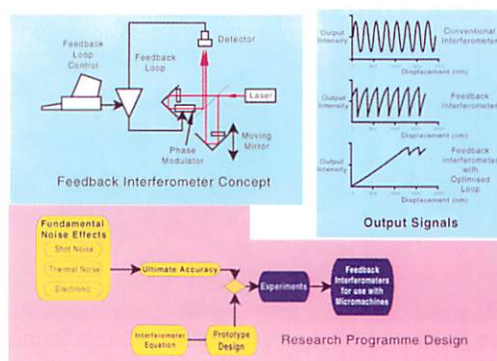 Feedback
Loop
Control
Feedback
Loop
Detector
Laser
Phase
Modulator
Moving
Mirror
Feedback Interferometer Concept
Output
Intensity
Conventional
Interferometer
Displacement (nm)
Output
Intensity
Feedback
Interferometer
Displacement (nm)
Output
Intensity
Feedback
Interferometer
with
Optimised Loop
Displacement (nm)
Output Signals
Fundamental
Noise Effects
Shot Noise
Thermal Noise
Electronic
Ultimate Accuracy
Experiments
Feedback
Interferometers
for use with
Micromachines
Interferometer
Equation
Prototype
Design
Research Programme Design